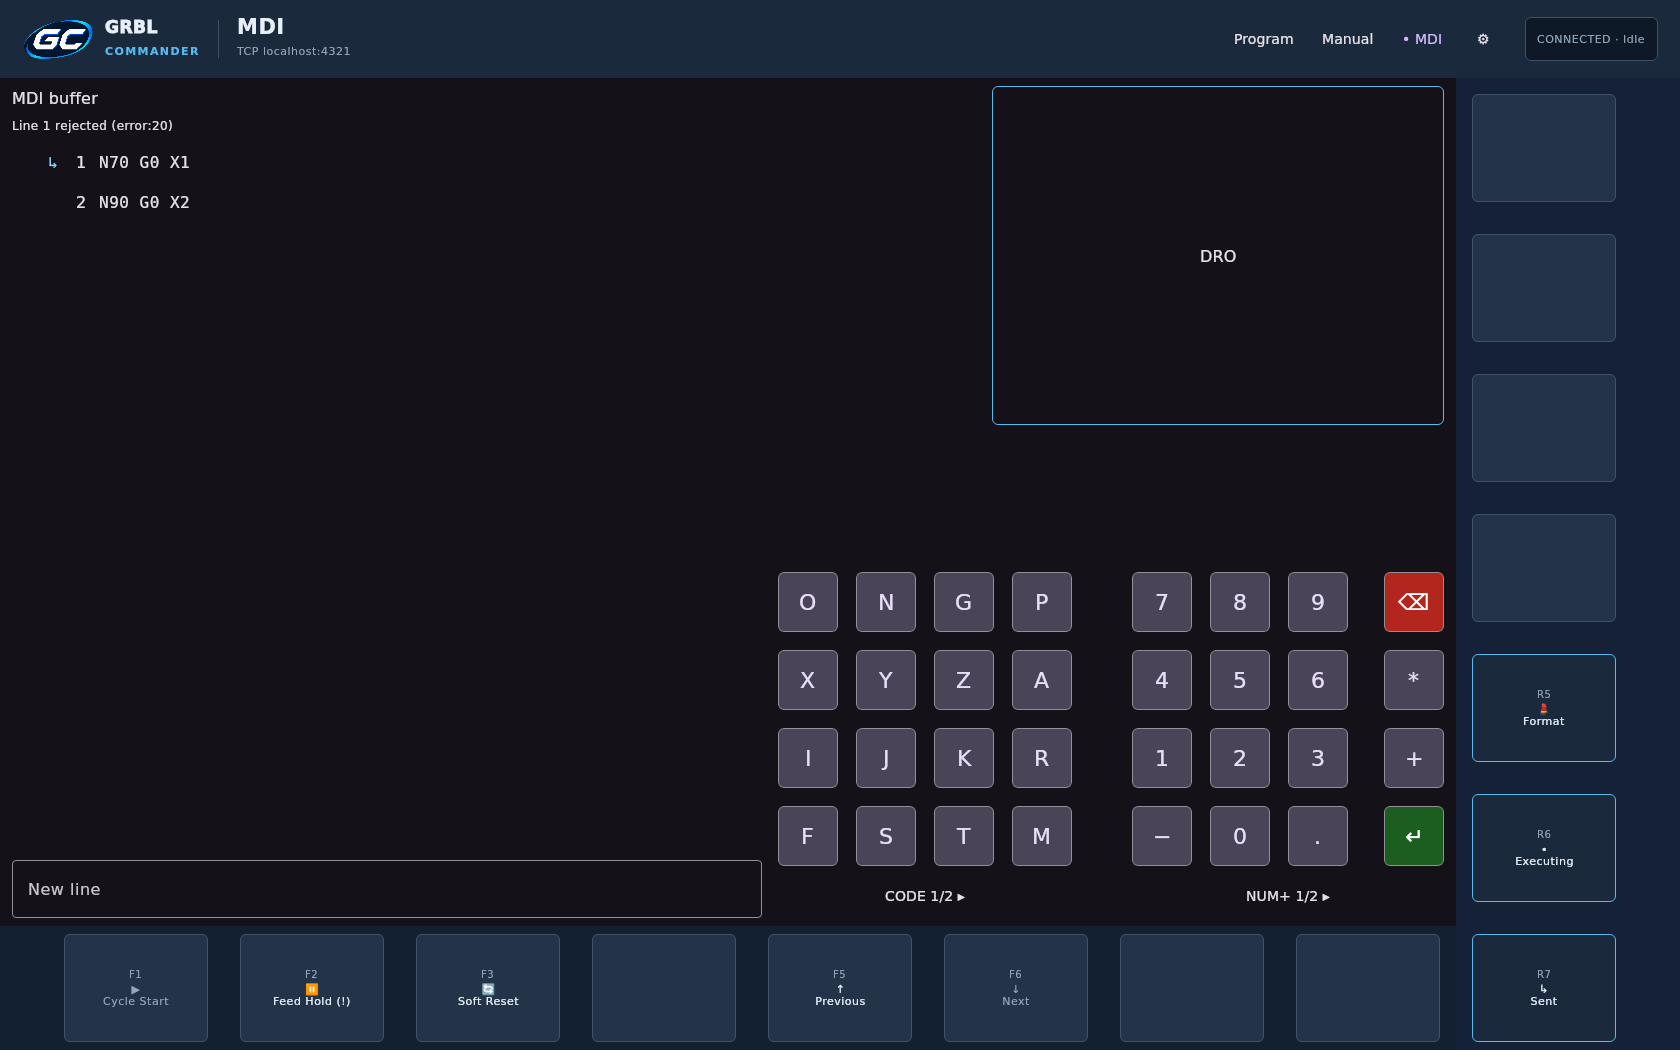 GC GRBL
COMMANDER
MDI
TCP localhost:4321
Program Manual • MDI ⚙ CONNECTED · Idle
MDI buffer
Line 1 rejected (error:20)
↳ 1 N70 G0 X1
2 N90 G0 X2
DRO
O N G P 7 8 9 ⌫
X Y Z A 4 5 6 *
I J K R 1 2 3 +
F S T M − 0 . ↵
New line
CODE 1/2 ▸ NUM+ 1/2 ▸
R5
Format
R6
•
Executing
R7
↳
Sent
F1
▶
Cycle Start
F2
⏸
Feed Hold (!)
F3
🔄
Soft Reset
F5
↑
Previous
F6
↓
Next